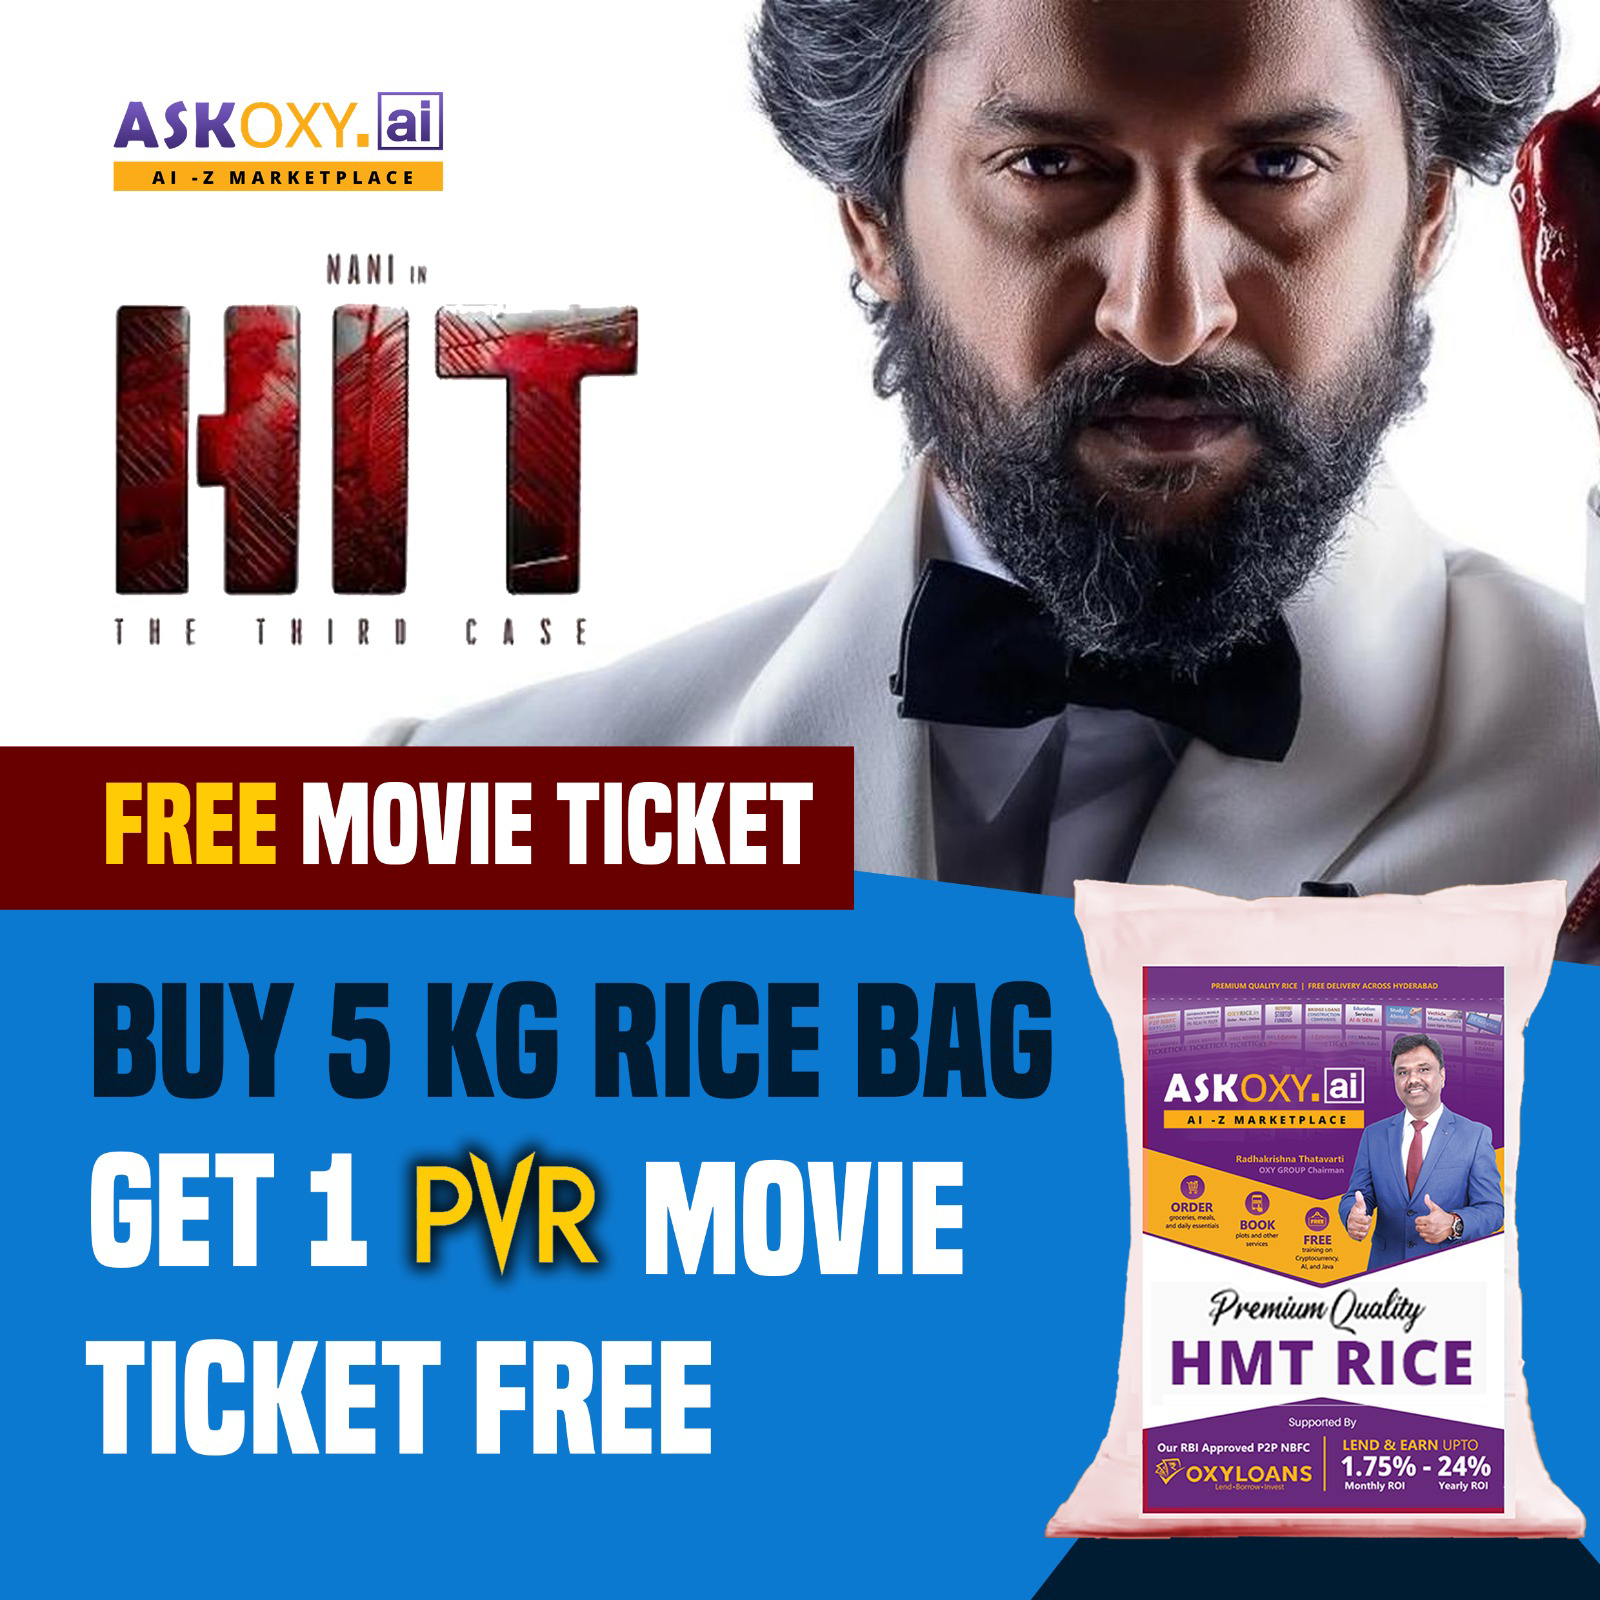 ASKOXY.ai
AI -Z MARKETPLACE
NANI IN
HIT
THE THIRD CASE
FREE MOVIE TICKET
BUY 5 KG RICE BAG
GET 1 PVR MOVIE
TICKET FREE
PREMIUM QUALITY RICE | FREE DELIVERY ACROSS HYDERABAD
ASKOXY.ai
AI -Z MARKETPLACE
Radhakrishna Thatavarti
OXY GROUP Chairman
ORDER
groceries, meals,
and daily essentials
BOOK
plots and other
services
FREE
FREE
training on
Cryptocurrency,
AI, and Java
Premium Quality
HMT RICE
Supported By
Our RBI Approved P2P NBFC
OXYLOANS
Lend•Borrow•Invest
LEND & EARN UPTO
1.75% - 24%
Monthly ROI Yearly ROI